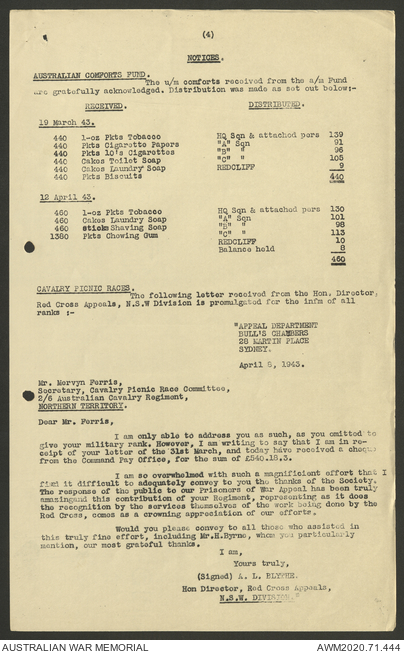 (4)
NOTICES.
AUSTRALIAN COMFORTS FUND.
The u/m comforts received from the a/m Fund
are gratefully acknowledged. Distribution was made as set out below:-
RECEIVED. DISTRIBUTED.
19 March 43.
440 1-oz Pkts Tobacco HQ Sqn & attached pers 139
440 Pkts Cigarette Papers "A" Sqn 91
440 Pkts 10's Cigarettes "B" " 96
440 Cakes Toilet Soap "C" " 105
440 Cakes Laundry Soap REDCLIFF 9
440 Pkts Biscuits 440
12 April 43.
460 1-oz Pkts Tobacco HQ Sqn & attached pers 130
460 Cakes Laundry Soap "A" Sqn 101
460 stick Shaving Soap "B" " 98
1380 Pkts Chewing Gum "C" " 113
REDCLIFF 10
Balance held 8
460
CAVALRY PICNIC RACES.
The following letter received from the Hon. Director,
Red Cross Appeals, N.S.W Division is promulgated for the infm of all
ranks :-
"APPEAL DEPARTMENT
BULL'S CHAMBERS
28 MARTIN PLACE
SYDNEY.
April 8, 1943.
Mr. Mervyn Ferris,
Secretary, Cavalry Picnic Race Committee,
2/6 Australian Cavalry Regiment,
NORTHERN TERRITORY.
Dear Mr. Ferris,
I am only able to address you as such, as you omitted to
give your military rank. However, I am writing to say that I am in re-
ceipt of your letter of the 31st March, and today have received a cheque
from the Command Pay Office, for the sum of £540.18.3.
I am so overwhelmed with such a magnificent effort that I
find it difficult to adequately convey to you the thanks of the Society.
The response of the public to our Prisoners of War Appeal has been truly
amazingand this contribution of your Regiment, representing as it does
the recognition by the services themselves of the work being done by the
Red Cross, comes as a crowning appreciation of our efforts.
Would you please convey to all those who assisted in
this truly fine effort, including Mr.H.Byrne, whom you particularly
mention, our most grateful thanks.
I am,
Yours truly,
(Signed) A. L. BLYTHE.
Hon Director, Red Cross Appeals,
N.S.W. DIVISION."
AUSTRALIAN WAR MEMORIAL AWM2020.71.444